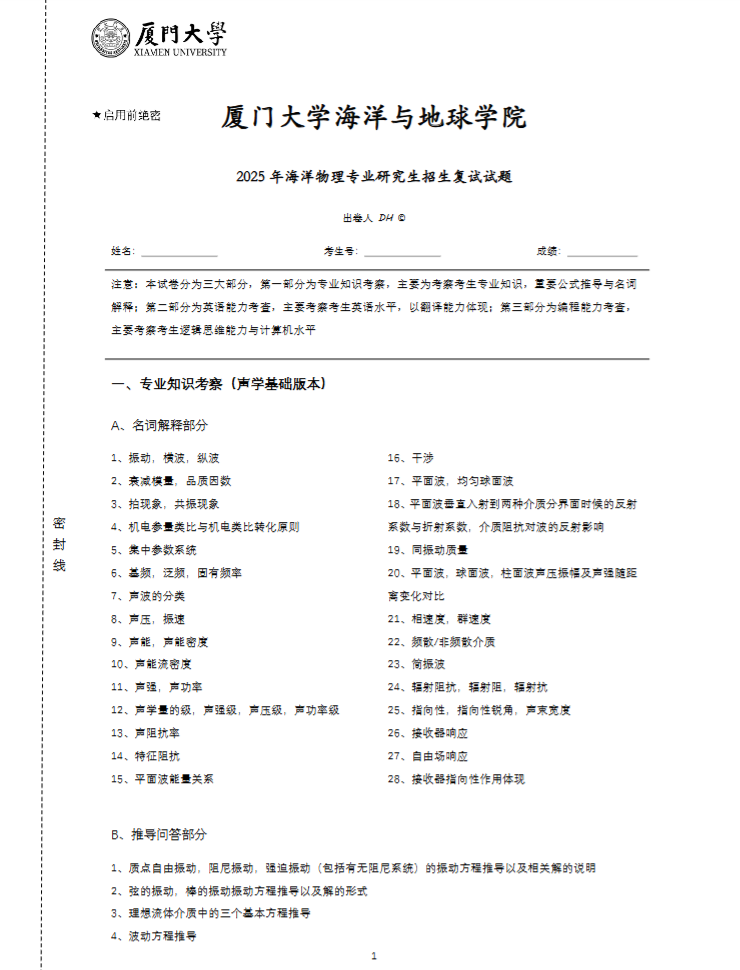 厦門大學
XIAMEN UNIVERSITY
★启用前绝密
厦门大学海洋与地球学院
2025 年海洋物理专业研究生招生复试试题
出卷人 DH ©
姓名: 考生号: 成绩:
注意:本试卷分为三大部分,第一部分为专业知识考察,主要为考察考生专业知识,重要公式推导与名词
解释;第二部分为英语能力考查,主要考察考生英语水平,以翻译能力体现;第三部分为编程能力考查,
主要考察考生逻辑思维能力与计算机水平
一、专业知识考察(声学基础版本)
A、名词解释部分
1、振动,横波,纵波
2、衰减模量,品质因数
3、拍现象,共振现象
4、机电参量类比与机电类比转化原则
5、集中参数系统
6、基频,泛频,固有频率
7、声波的分类
8、声压,振速
9、声能,声能密度
10、声能流密度
11、声强,声功率
12、声学量的级,声强级,声压级,声功率级
13、声阻抗率
14、特征阻抗
15、平面波能量关系
16、干涉
17、平面波,均匀球面波
18、平面波垂直入射到两种介质分界面时候的反射
系数与折射系数,介质阻抗对波的反射影响
19、同振动质量
20、平面波,球面波,柱面波声压振幅及声强随距
离变化对比
21、相速度,群速度
22、频散/非频散介质
23、简振波
24、辐射阻抗,辐射阻,辐射抗
25、指向性,指向性锐角,声束宽度
26、接收器响应
27、自由场响应
28、接收器指向性作用体现
密
封
线
B、推导问答部分
1、质点自由振动,阻尼振动,强迫振动(包括有无阻尼系统)的振动方程推导以及相关解的说明
2、弦的振动,棒的振动振动方程推导以及解的形式
3、理想流体介质中的三个基本方程推导
4、波动方程推导
1